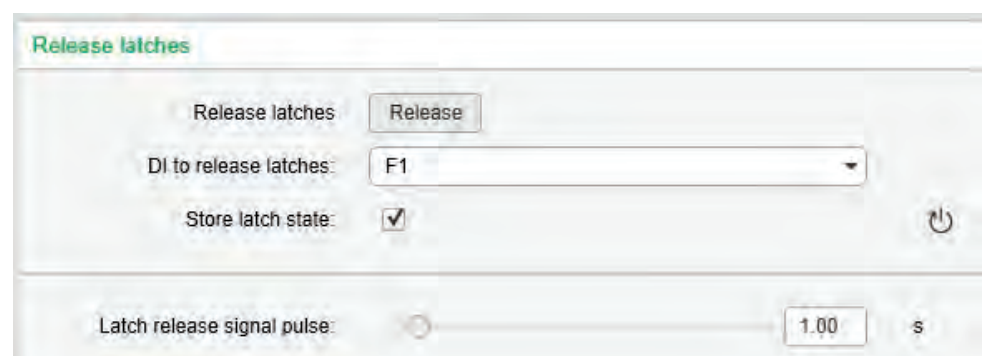 Release latches
Release latches Release
DI to release latches: F1
Store latch state:
Latch release signal pulse: 1.00 s